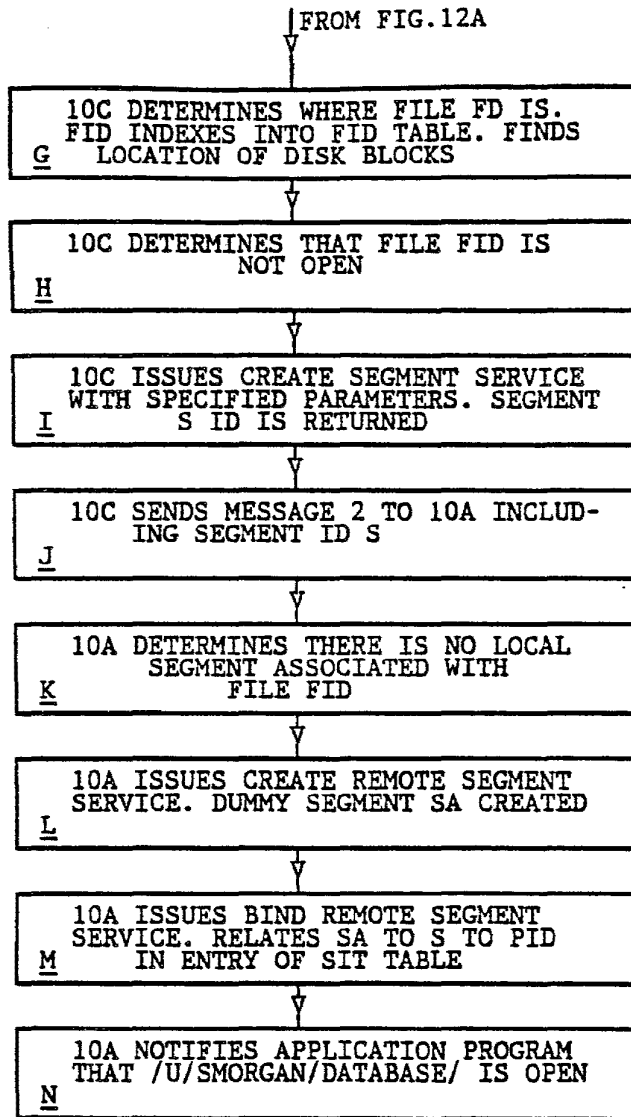 FROM FIG.12A
10C DETERMINES WHERE FILE FD IS.
FID INDEXES INTO FID TABLE. FINDS
G LOCATION OF DISK BLOCKS
10C DETERMINES THAT FILE FID IS
NOT OPEN
H
10C ISSUES CREATE SEGMENT SERVICE
WITH SPECIFIED PARAMETERS. SEGMENT
I S ID IS RETURNED
10C SENDS MESSAGE 2 TO 10A INCLUD-
ING SEGMENT ID S
J
10A DETERMINES THERE IS NO LOCAL
SEGMENT ASSOCIATED WITH
K FILE FID
10A ISSUES CREATE REMOTE SEGMENT
SERVICE. DUMMY SEGMENT SA CREATED
L
10A ISSUES BIND REMOTE SEGMENT
SERVICE. RELATES SA TO S TO PID
M IN ENTRY OF SIT TABLE
10A NOTIFIES APPLICATION PROGRAM
THAT /U/SMORGAN/DATABASE/ IS OPEN
N